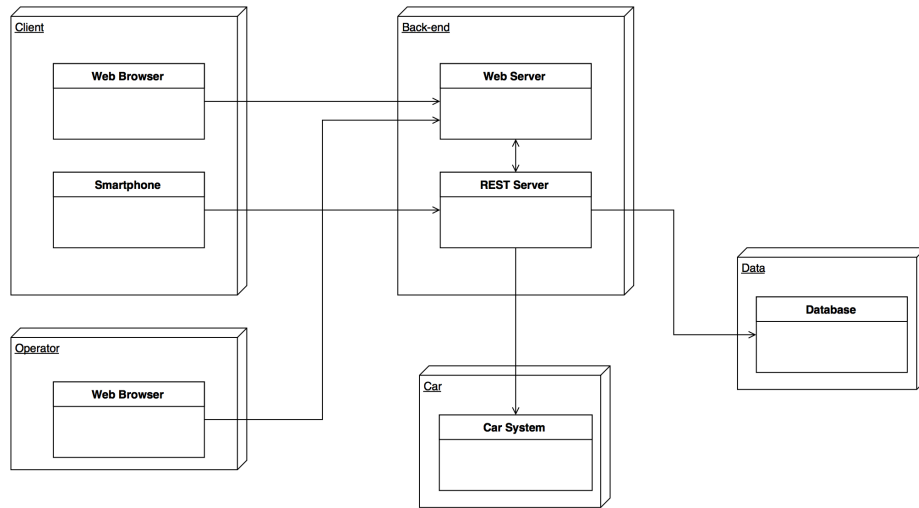 Client
Web Browser
Smartphone
Back-end
Web Server
REST Server
Data
Database
Operator
Web Browser
Car
Car System